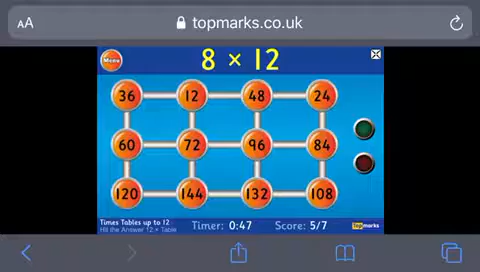 AA topmarks.co.uk
Menu 8 × 12
36 12 48 24
60 72 96 84
120 144 132 108
Times Tables up to 12
Hit the Answer 12 × Table
Timer: 0:47 Score: 5/7
Topmarks